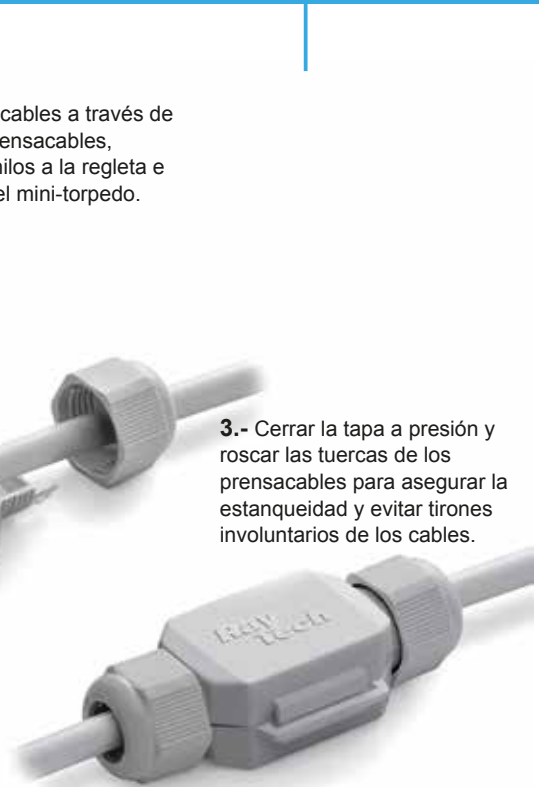 cables a través de
ensacables,
nilos a la regleta e
el mini-torpedo.
3.- Cerrar la tapa a presión y
roscar las tuercas de los
prensacables para asegurar la
estanqueidad y evitar tirones
involuntarios de los cables.
Ray
tech